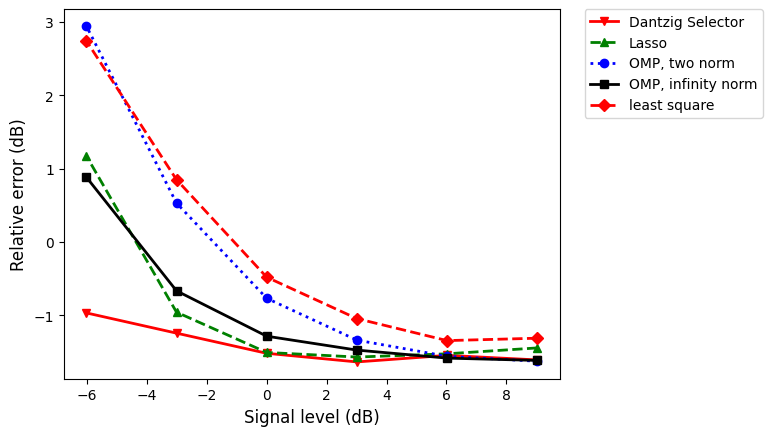 3
2
1
0
−1
−6
−4
−2
0
2
4
6
8
Relative error (dB)
Signal level (dB)
Dantzig Selector
Lasso
OMP, two norm
OMP, infinity norm
least square